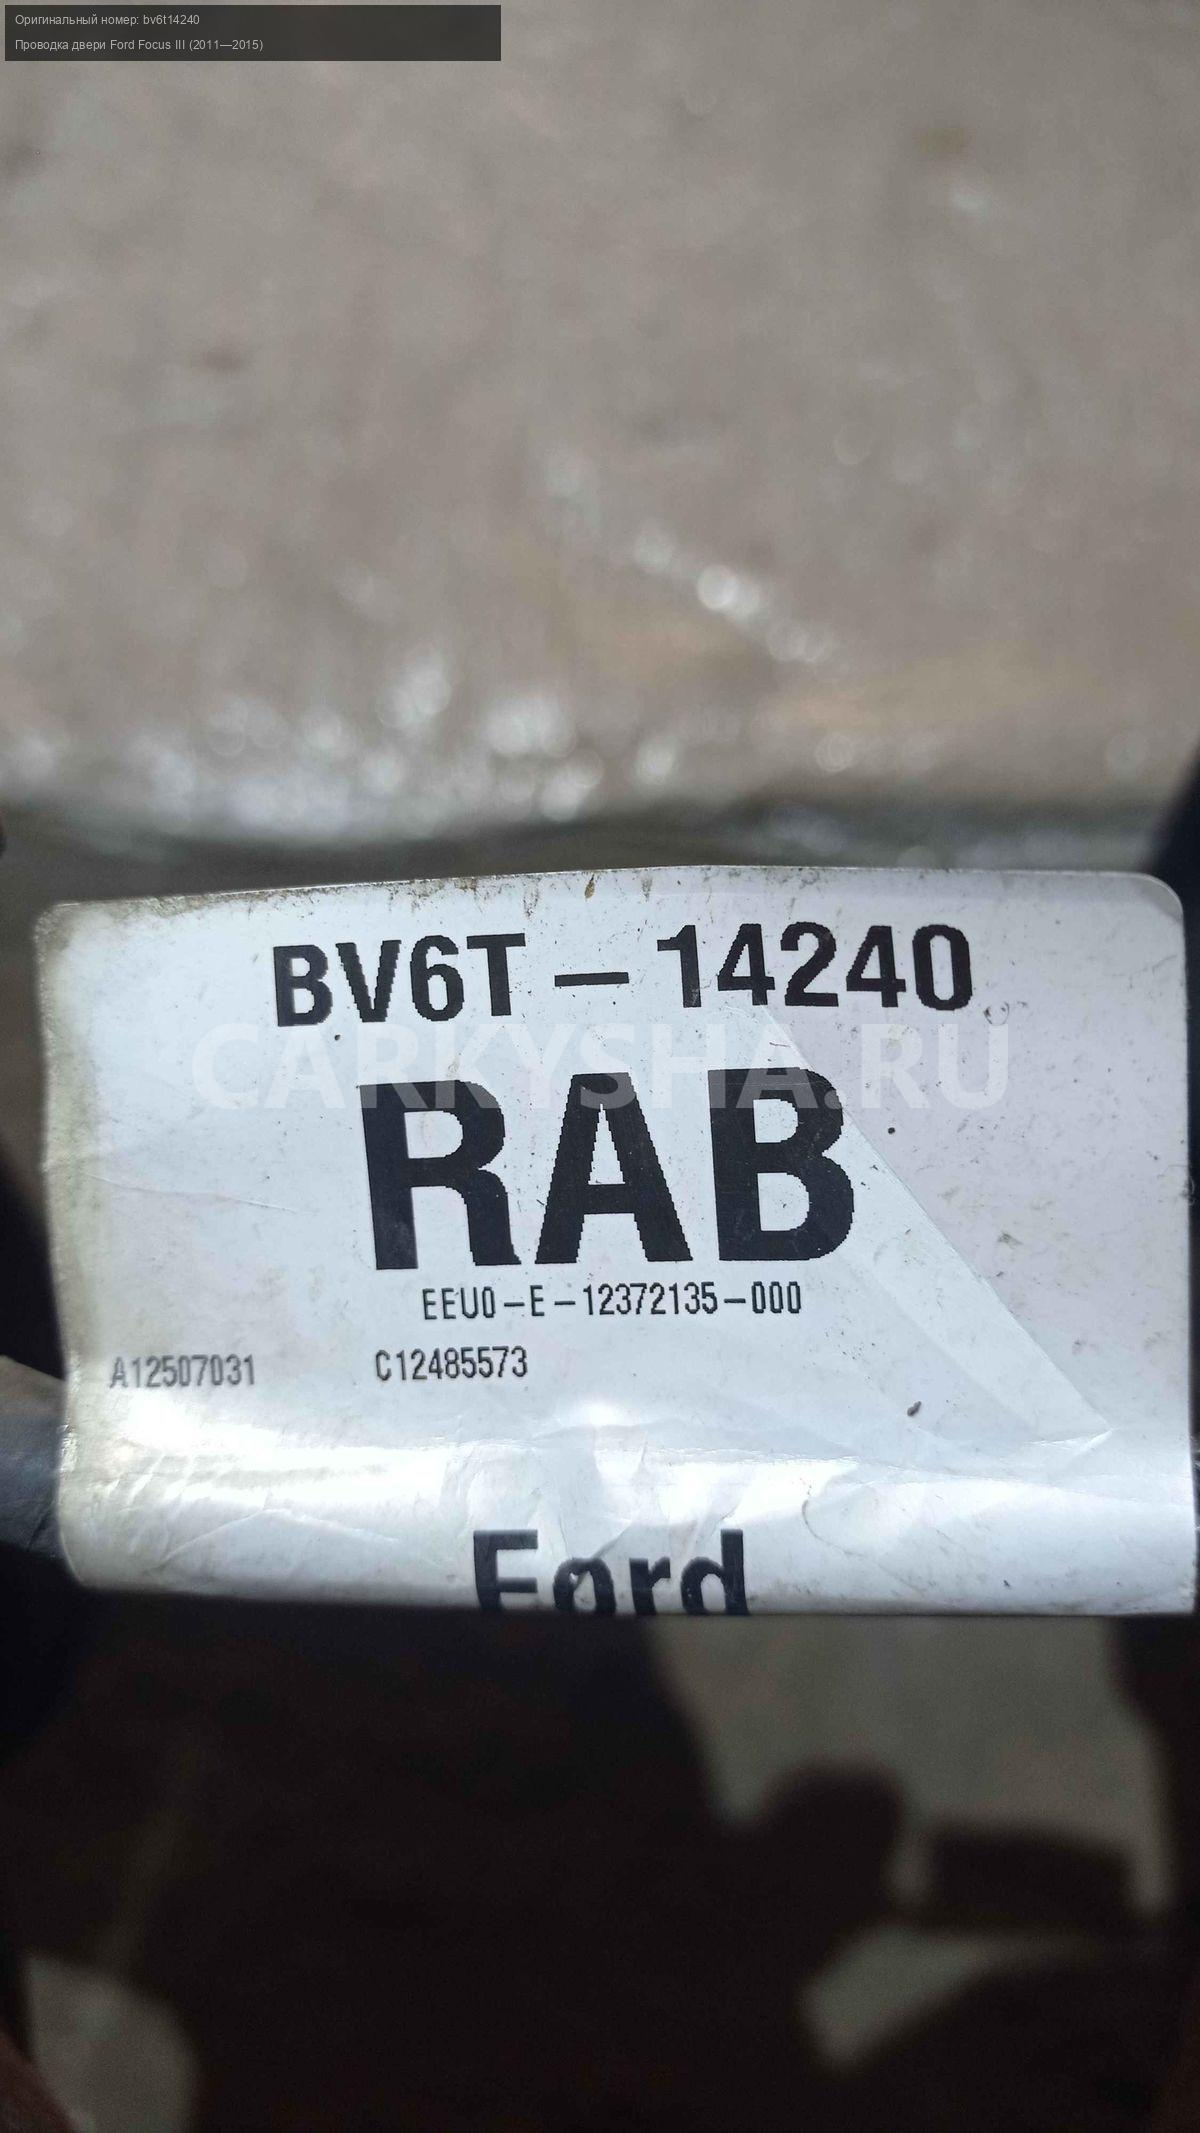 Оригинальный номер: bv6t14240
Проводка двери Ford Focus III (2011—2015)
BV6T-14240
CARKYSHA.RU
RAB
EEU0-E-12372135-000
A12507031 C12485573
Ford